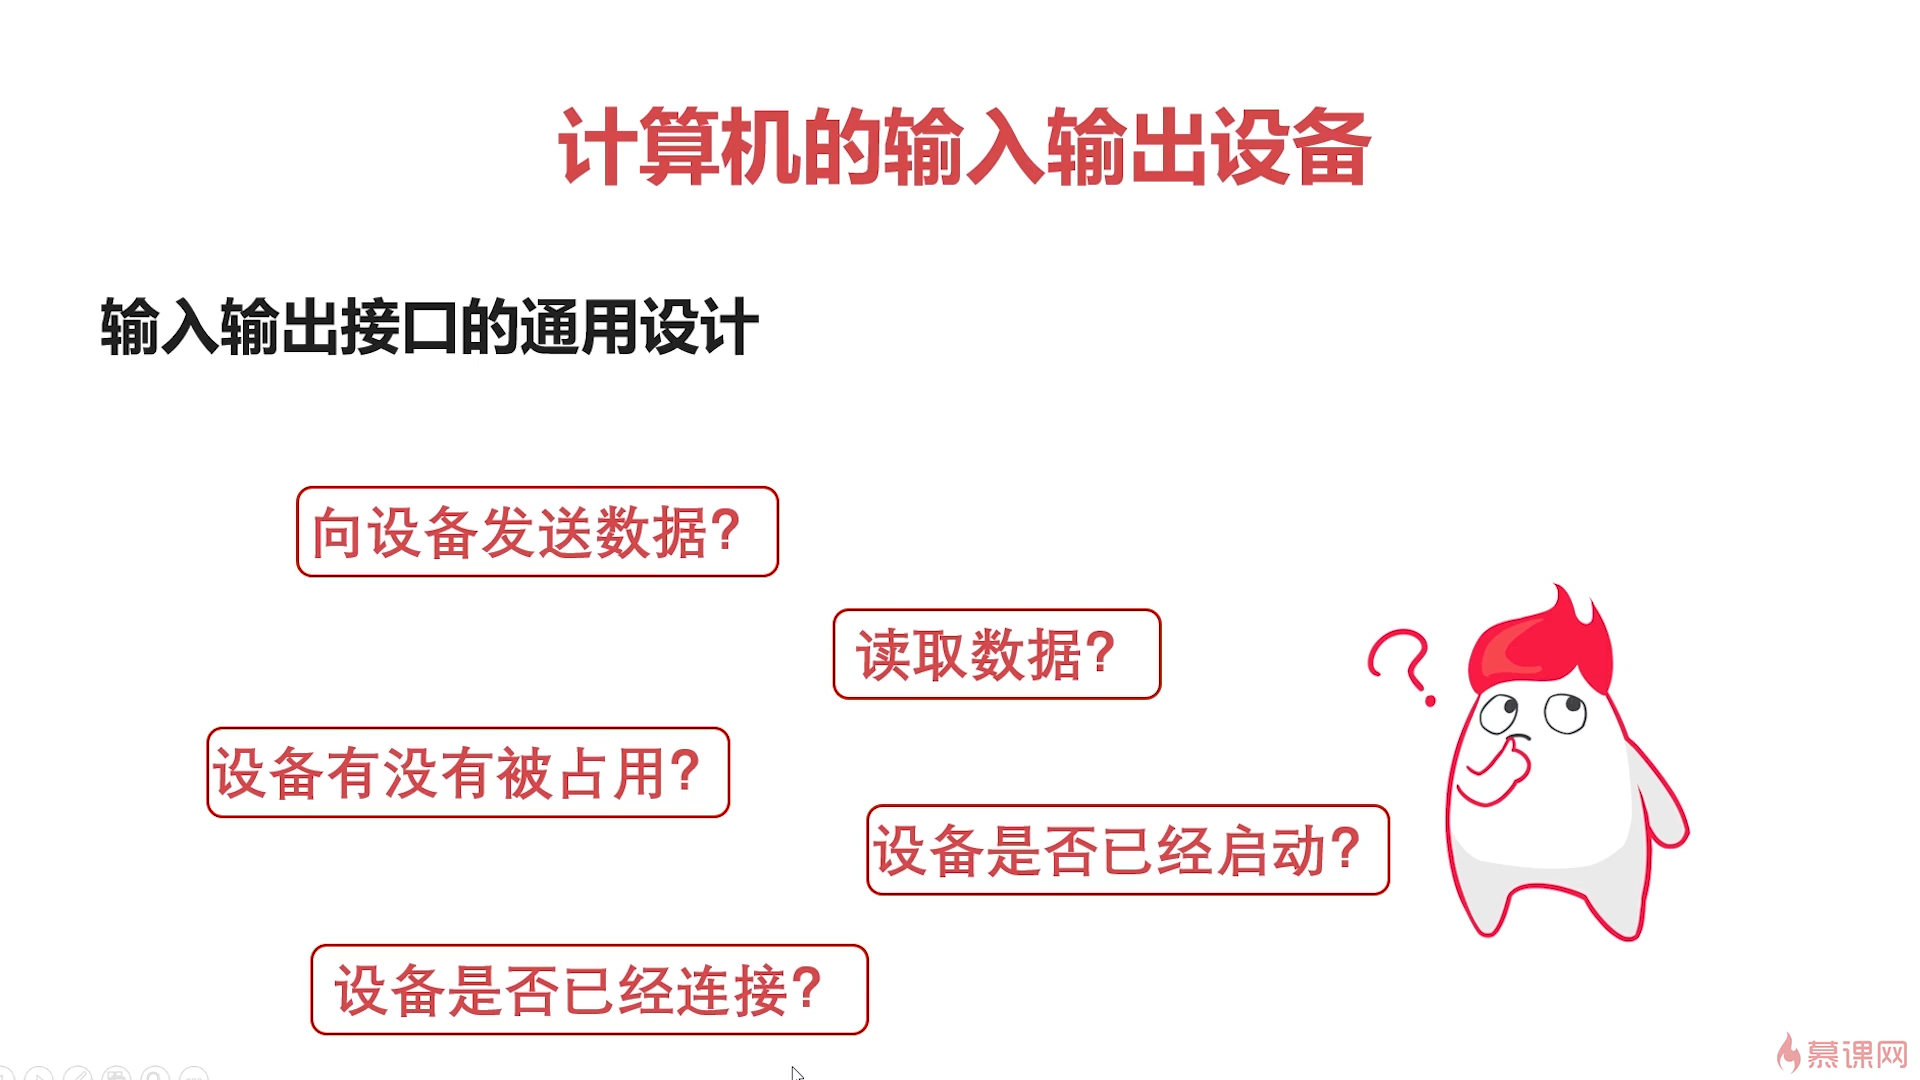 计算机的输入输出设备
输入输出接口的通用设计
向设备发送数据?
读取数据?
设备有没有被占用?
设备是否已经启动?
设备是否已经连接?
?
慕课网